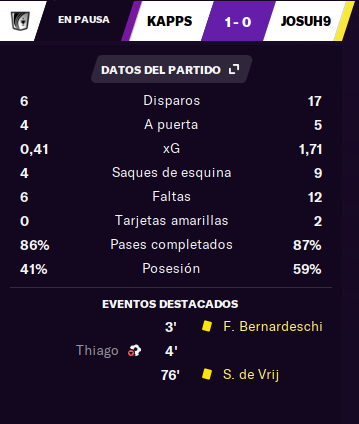 EN PAUSA KAPPS 1 - 0 JOSUH9
DATOS DEL PARTIDO
6 Disparos 17
4 A puerta 5
0,41 xG 1,71
4 Saques de esquina 9
6 Faltas 12
0 Tarjetas amarillas 2
86% Pases completados 87%
41% Posesión 59%
EVENTOS DESTACADOS
3' F. Bernardeschi
Thiago 4'
76' S. de Vrij